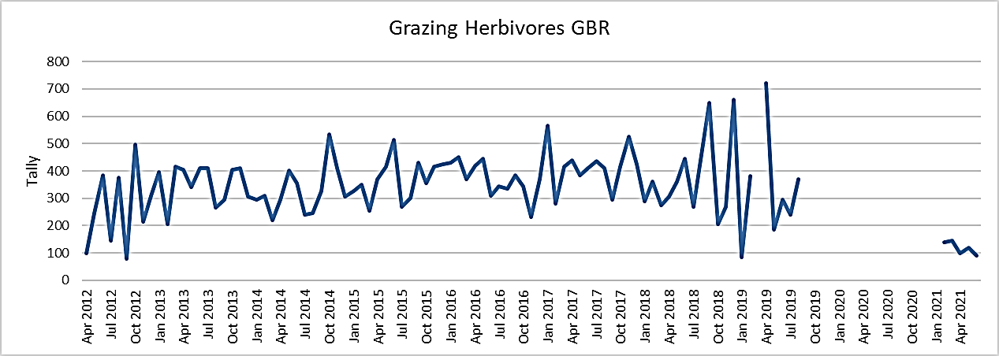 Grazing Herbivores GBR
Tally
800
700
600
500
400
300
200
100
0
Apr 2012
Jul 2012
Oct 2012
Jan 2013
Apr 2013
Jul 2013
Oct 2013
Jan 2014
Apr 2014
Jul 2014
Oct 2014
Jan 2015
Apr 2015
Jul 2015
Oct 2015
Jan 2016
Apr 2016
Jul 2016
Oct 2016
Jan 2017
Apr 2017
Jul 2017
Oct 2017
Jan 2018
Apr 2018
Jul 2018
Oct 2018
Jan 2019
Apr 2019
Jul 2019
Oct 2019
Jan 2020
Apr 2020
Jul 2020
Oct 2020
Jan 2021
Apr 2021